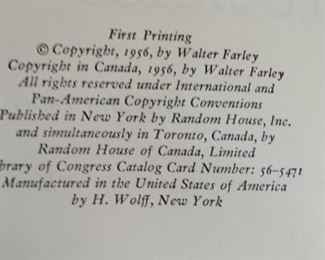 First Printing
© Copyright, 1956, by Walter Farley
Copyright in Canada, 1956, by Walter Farley
All rights reserved under International and
Pan-American Copyright Conventions
Published in New York by Random House, Inc.
and simultaneously in Toronto, Canada, by
Random House of Canada, Limited
ibrary of Congress Catalog Card Number: 56-5471
Manufactured in the United States of America
by H. Wolff, New York